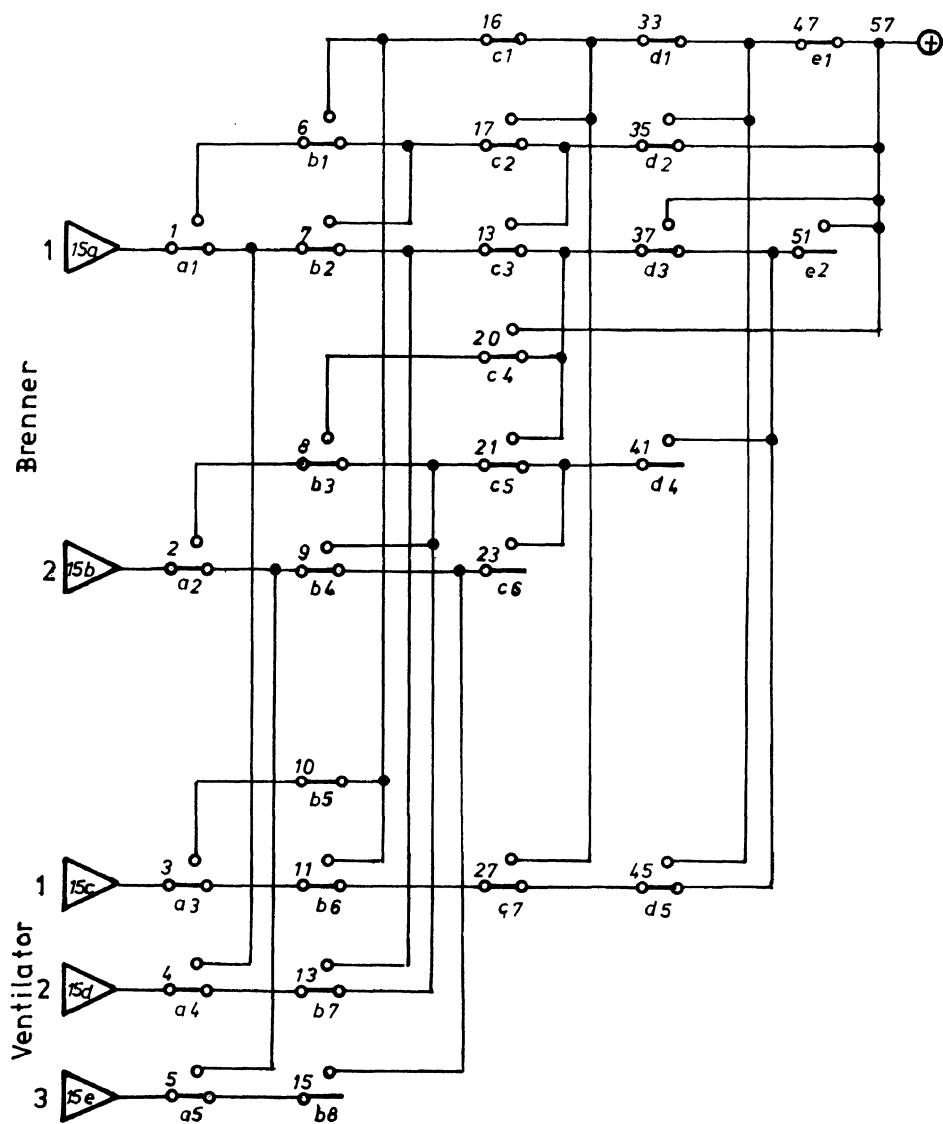 16 33 47 57
c1 d1 e1 +
6 17 35
b1 c2 d2
1 15a 1 7 13 37 51
a1 b2 c3 d3 e2
20
c4
Brenner
8 21 41
b3 c5 d4
2 15b 2 9 23
a2 b4 c6
10
b5
1 15c 3 11 27 45
a3 b6 c7 d5
Ventilator
2 15d 4 13
a4 b7
3 15e 5 15
a5 b8